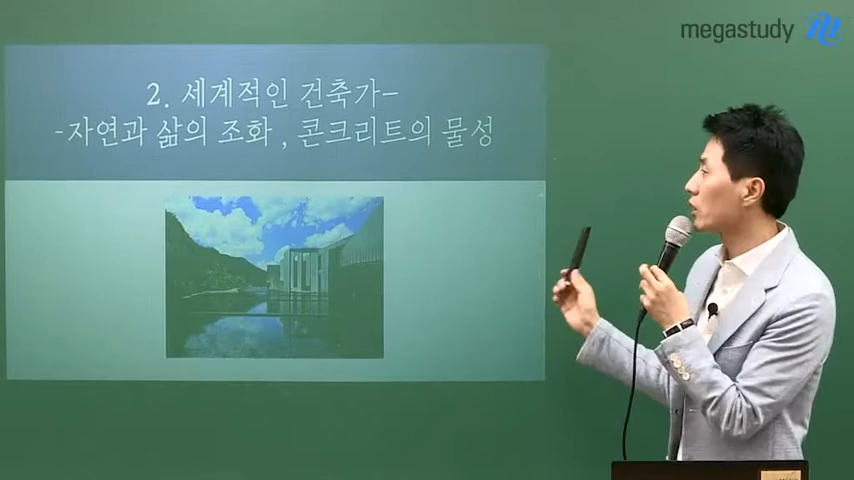 megastudy
2. 세계적인 건축가-
-자연과 삶의 조화 , 콘크리트의 물성